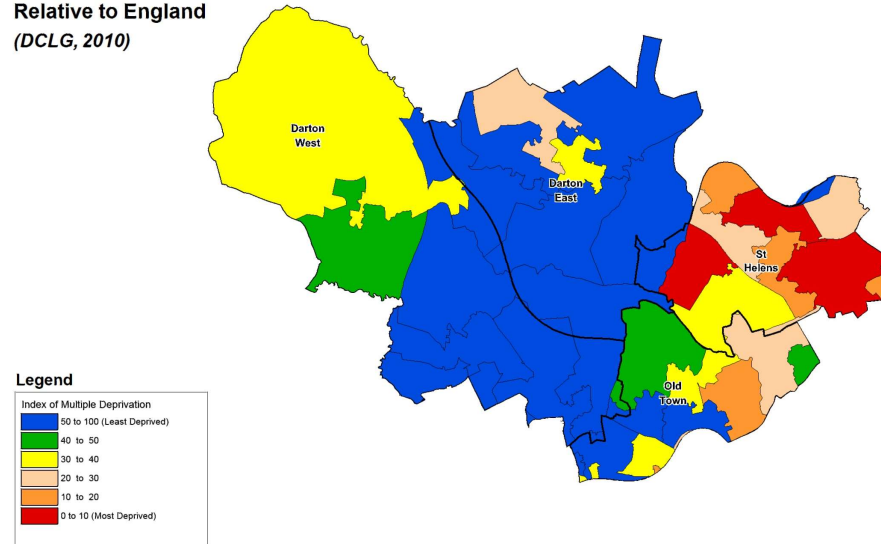 Relative to England
(DCLG, 2010)
Darton
West
Darton
East
St
Helens
Old
Town
Legend
Index of Multiple Deprivation
50 to 100 (Least Deprived)
40 to 50
30 to 40
20 to 30
10 to 20
0 to 10 (Most Deprived)